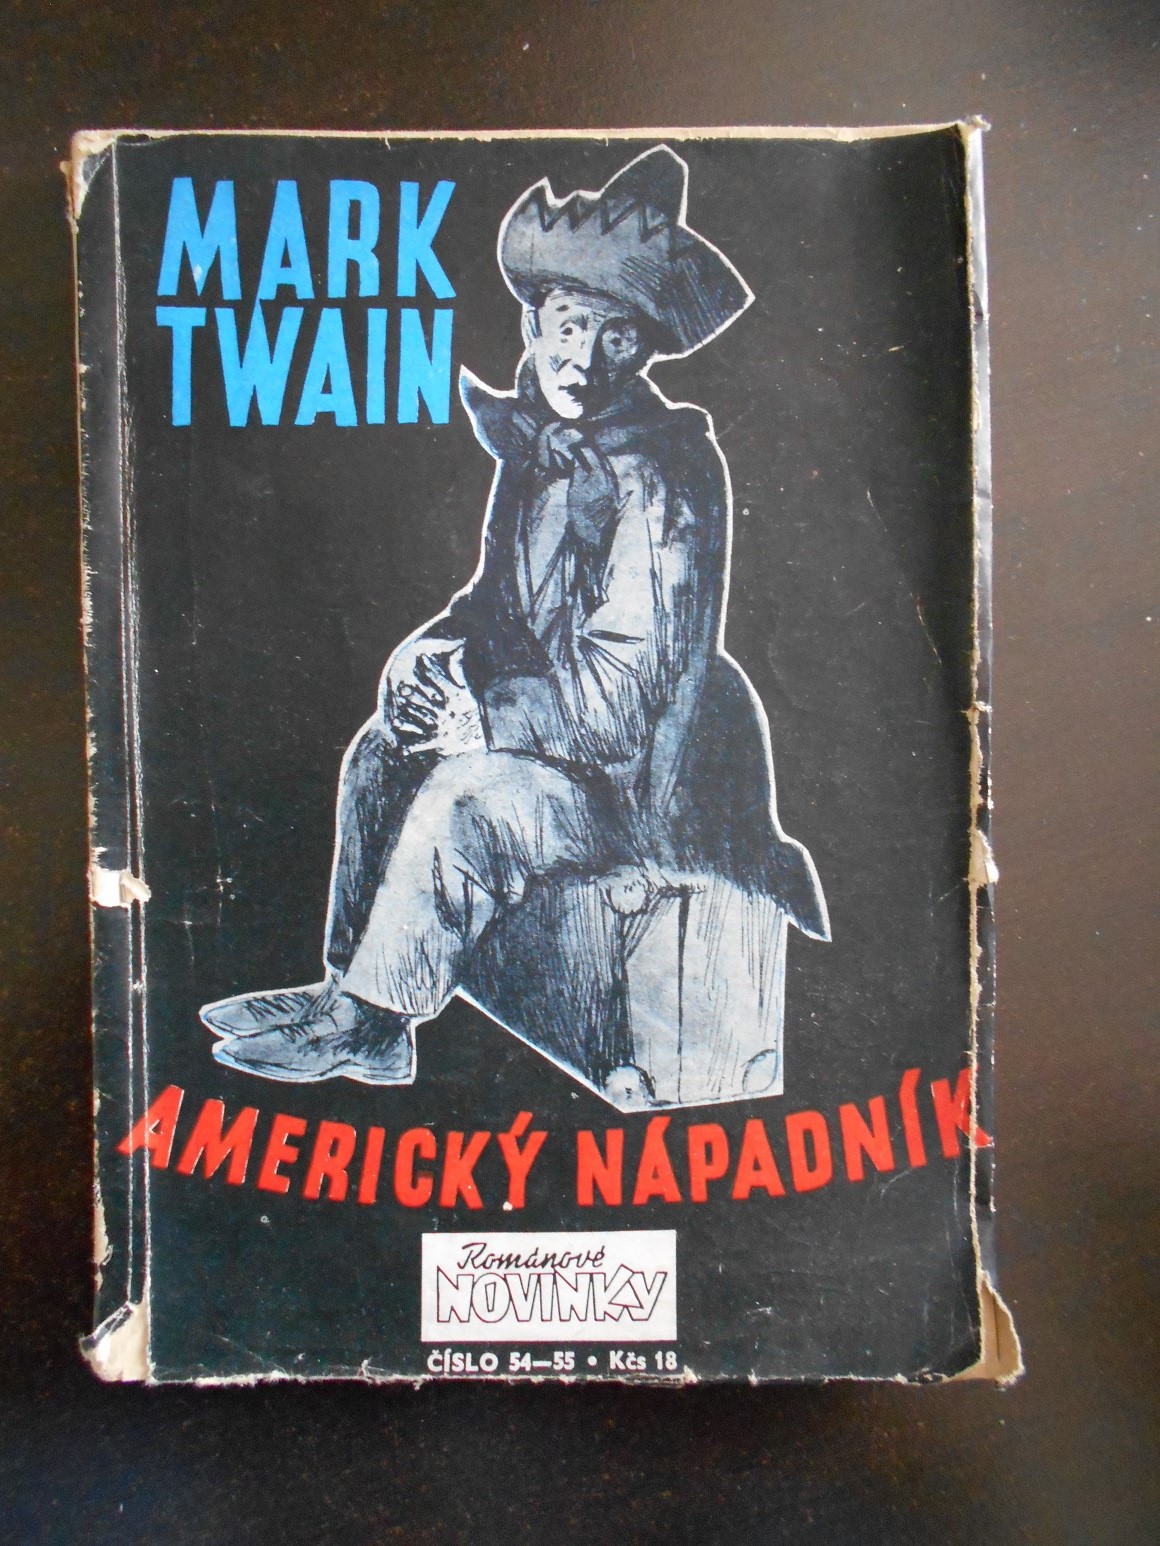 MARK
TWAIN
AMERICKÝ NÁPADNÍK
Románové
NOVINKY
ČÍSLO 54—55 • Kčs 18